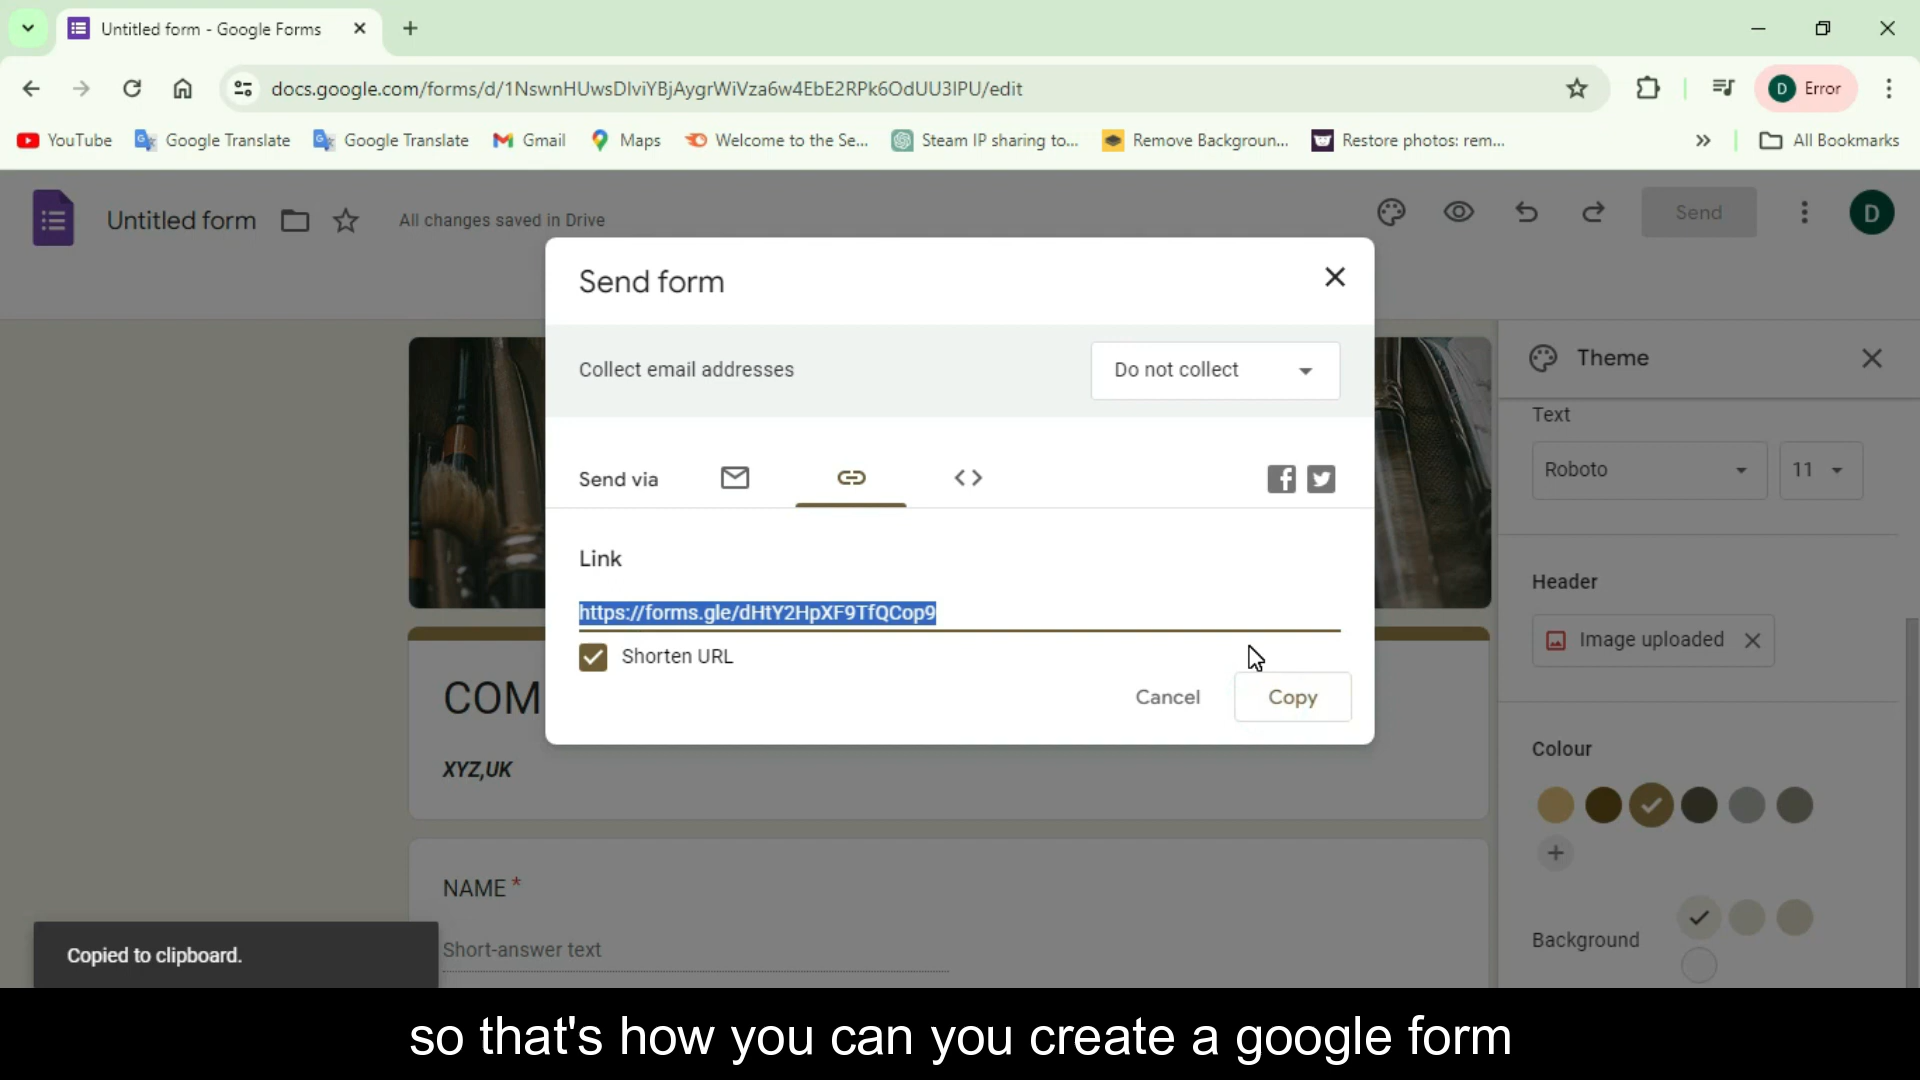 Untitled form - Google Forms
docs.google.com/forms/d/1NswnHUwsDlviYBjAygrWiVza6w4EbE2RPk6OdUU3lPU/edit
D Error
YouTube Google Translate Google Translate Gmail Maps Welcome to the Se... Steam IP sharing to... Remove Backgroun... Restore photos: rem... All Bookmarks
Untitled form All changes saved in Drive Send D
Send form
Theme
Collect email addresses Do not collect
Text
Roboto 11
Send via
Link
Header
https://forms.gle/dHtY2HpXF9TfQCop9
Image uploaded
Shorten URL
Cancel Copy
COM
Colour
XYZ,UK
NAME *
Background
Short-answer text
Copied to clipboard.
so that's how you can you create a google form